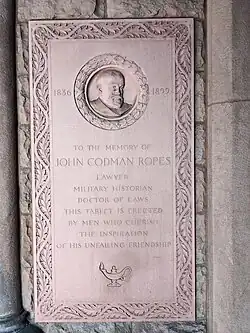 1836 1899
TO THE MEMORY OF
JOHN CODMAN ROPES
LAWYER
MILITARY HISTORIAN
DOCTOR OF LAWS
THIS TABLET IS ERECTED
BY MEN WHO CHERISH
THE INSPIRATION
OF HIS UNFAILING FRIENDSHIP